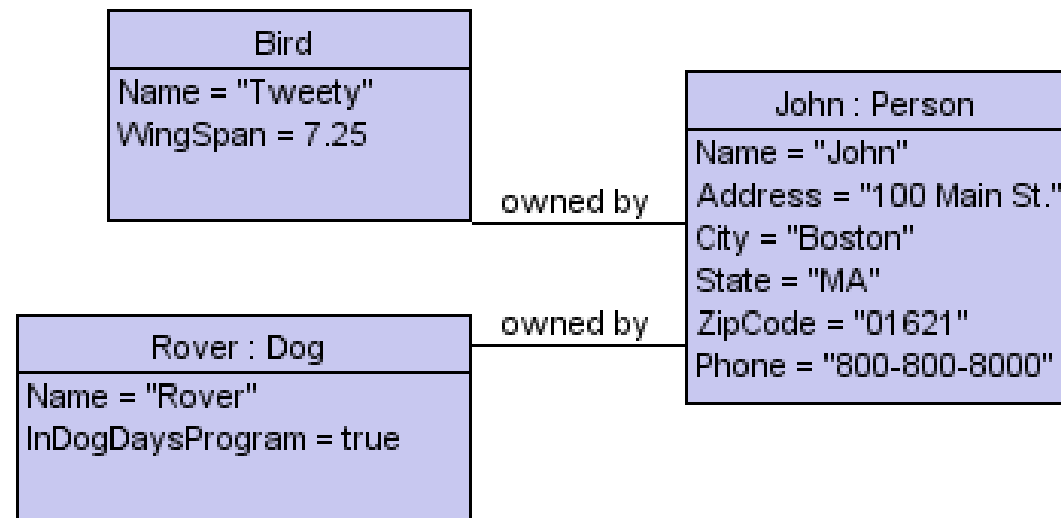 Bird
Name = "Tweety"
WingSpan = 7.25
owned by
John : Person
Name = "John"
Address = "100 Main St."
City = "Boston"
State = "MA"
ZipCode = "01621"
Phone = "800-800-8000"
owned by
Rover : Dog
Name = "Rover"
InDogDaysProgram = true